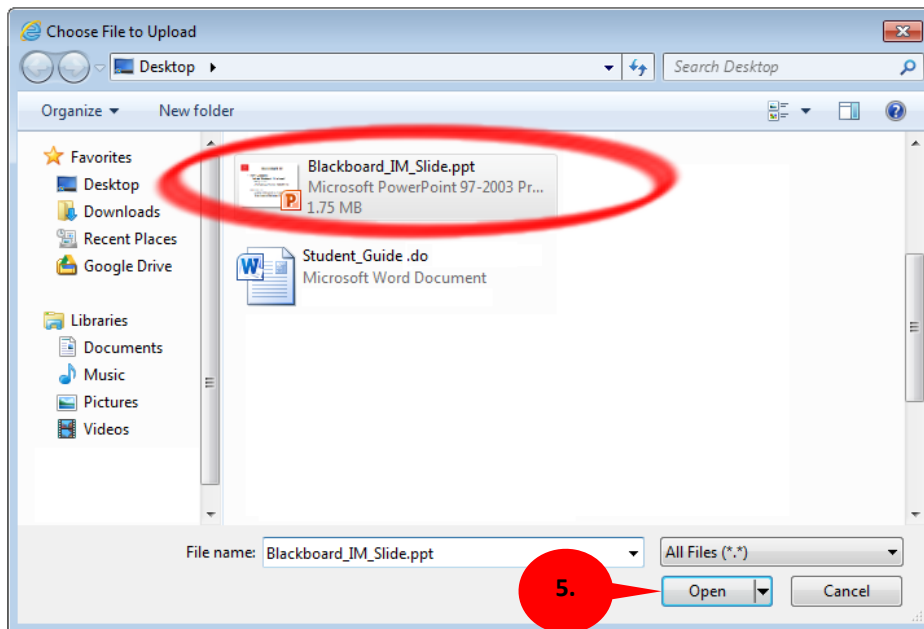 Choose File to Upload
Desktop
Search Desktop
Organize
New folder
Favorites
Desktop
Downloads
Recent Places
Google Drive
Libraries
Documents
Music
Pictures
Videos
Blackboard_IM_Slide.ppt
Microsoft PowerPoint 97-2003 Pr...
1.75 MB
Student_Guide .do
Microsoft Word Document
File name: Blackboard_IM_Slide.ppt
All Files (*.*)
5.
Open
Cancel